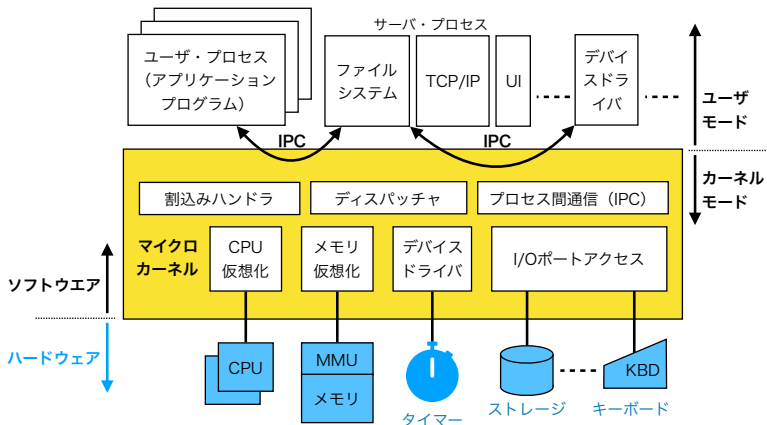 サーバ・プロセス
ユーザ・プロセス
（アプリケーション
プログラム）
ファイル
システム
TCP/IP
UI
デバイ
スドラ
イバ
ユーザ
モード
IPC
IPC
カーネル
モード
割込みハンドラ
ディスパッチャ
プロセス間通信（IPC）
マイクロ
カーネル
CPU
仮想化
メモリ
仮想化
デバイス
ドライバ
I/Oポートアクセス
ソフトウエア
ハードウェア
CPU
MMU
メモリ
タイマー
ストレージ
KBD
キーボード